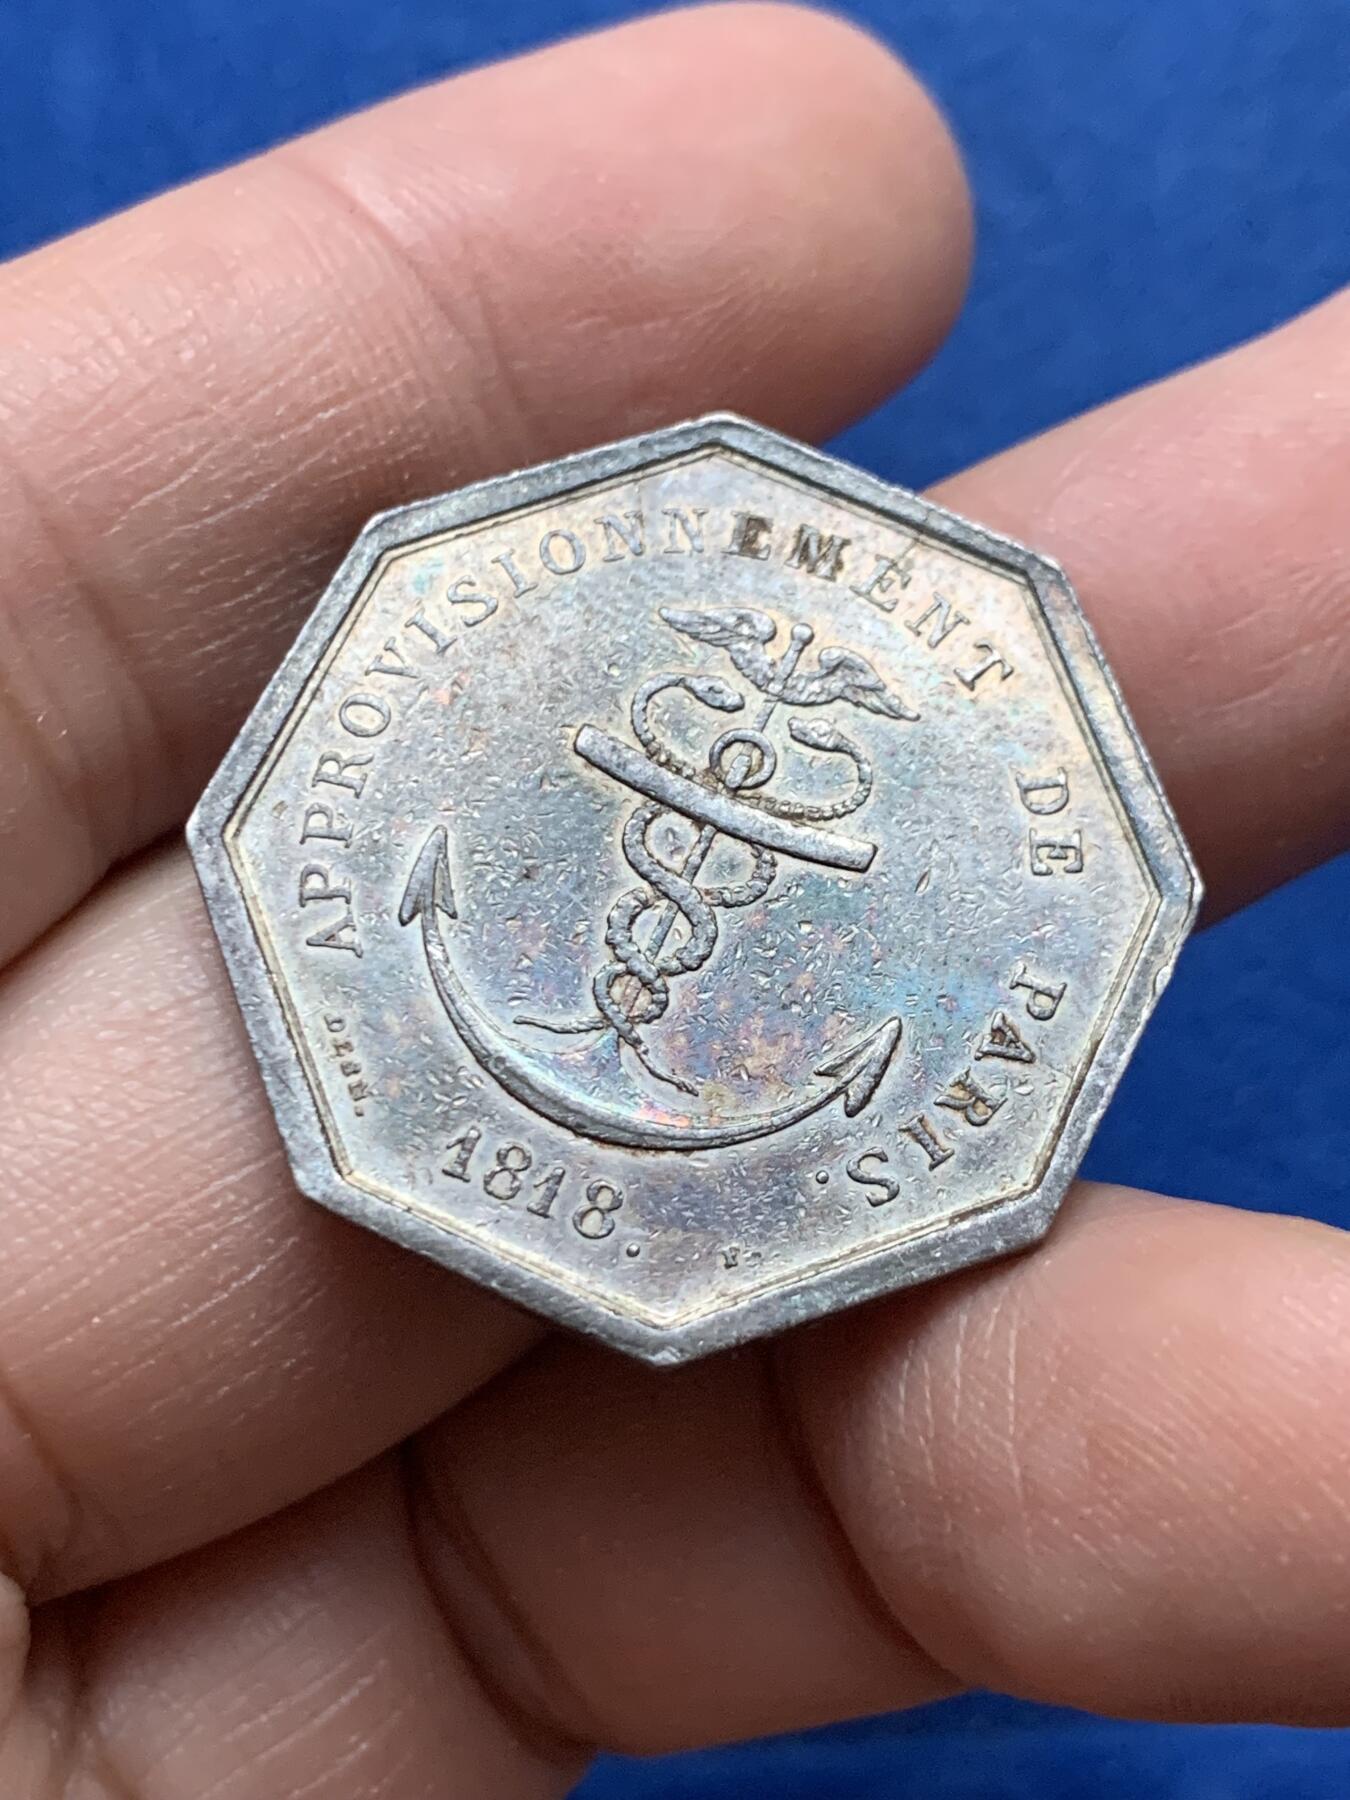 APPROVISIONNEMENT DE PARIS.
1818.
F.